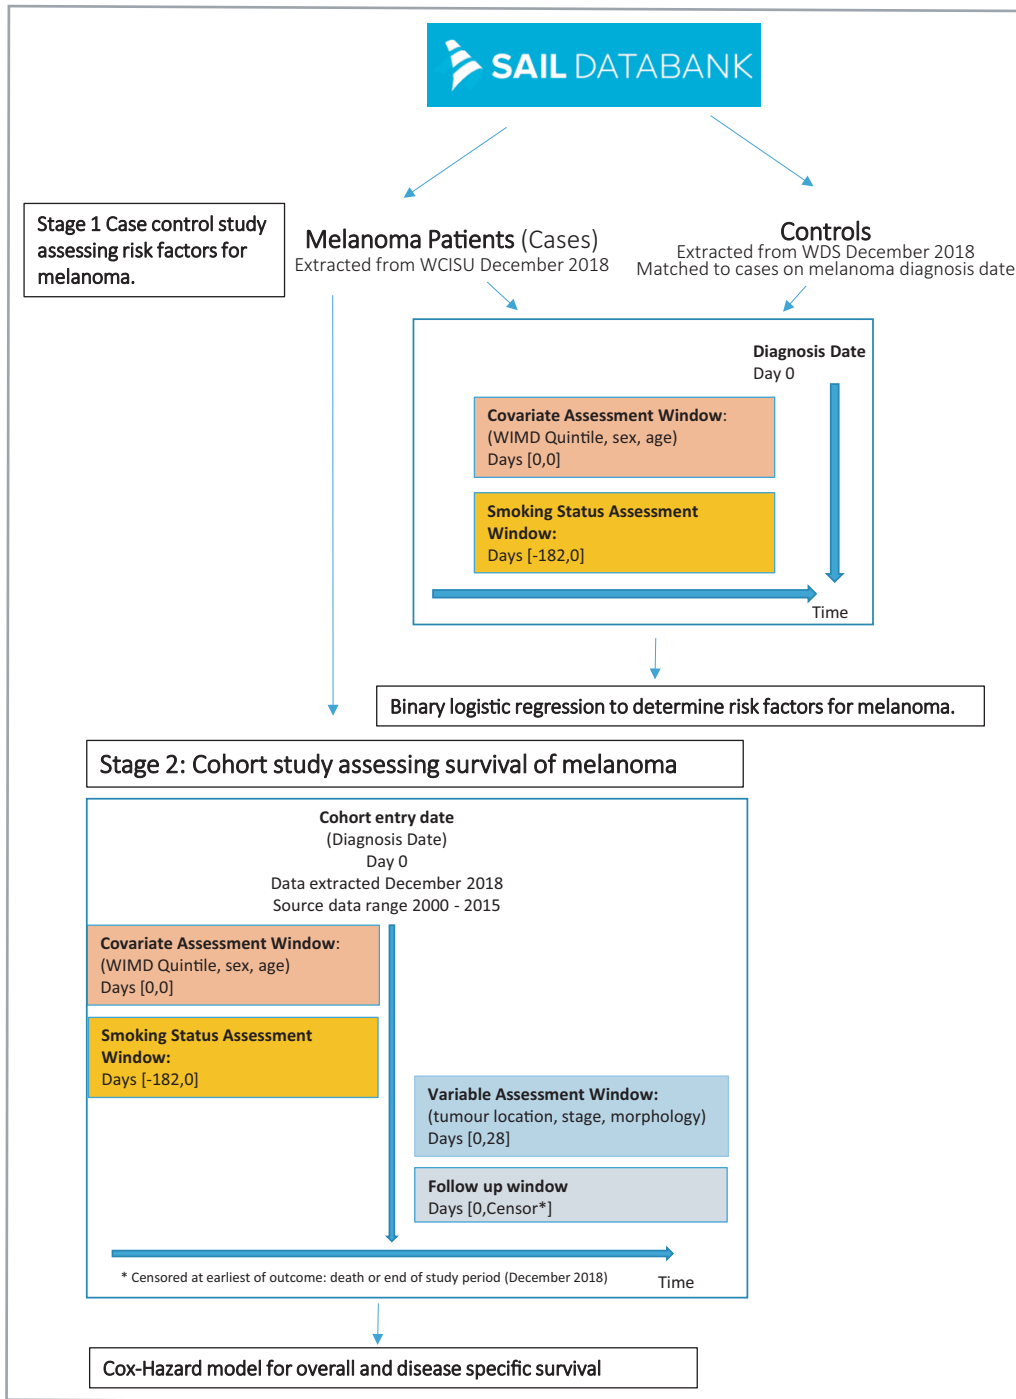 SAIL DATABANK
Stage 1 Case control study
assessing risk factors for
melanoma.
Melanoma Patients (Cases)
Extracted from WCISU December 2018
Controls
Extracted from WDS December 2018
Matched to cases on melanoma diagnosis date
Diagnosis Date
Day 0
Covariate Assessment Window:
(WIMD Quintile, sex, age)
Days [0,0]
Smoking Status Assessment
Window:
Days [-182,0]
Time
Binary logistic regression to determine risk factors for melanoma.
Stage 2: Cohort study assessing survival of melanoma
Cohort entry date
(Diagnosis Date)
Day 0
Data extracted December 2018
Source data range 2000 - 2015
Covariate Assessment Window:
(WIMD Quintile, sex, age)
Days [0,0]
Smoking Status Assessment
Window:
Days [-182,0]
Variable Assessment Window:
(tumour location, stage, morphology)
Days [0,28]
Follow up window
Days [0,Censor*]
* Censored at earliest of outcome: death or end of study period (December 2018)
Time
Cox-Hazard model for overall and disease specific survival